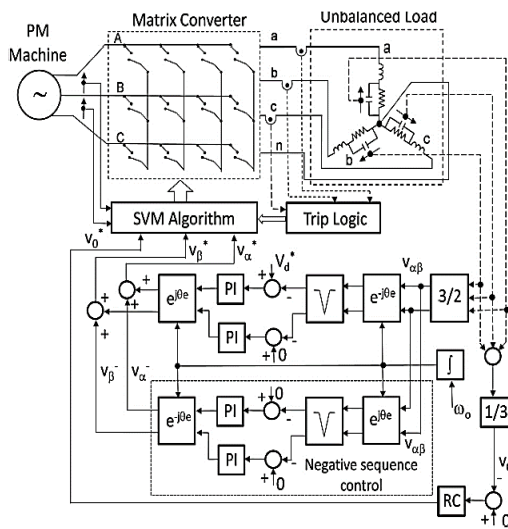 Matrix Converter
Unbalanced Load
PM
Machine
~
A
B
C
a
b
c
n
a
b
c
SVM Algorithm
Trip Logic
v0*
vβ*
vα*
Vd*
vαβ
+
+
+
+
e^jθe
PI
PI
+
-
-
+0
e^-jθe
3/2
∫
ωo
1/3
vβ-
vα-
e^-jθe
PI
PI
+0
-
-
+0
e^jθe
vαβ
Negative sequence
control
RC
-
+
0